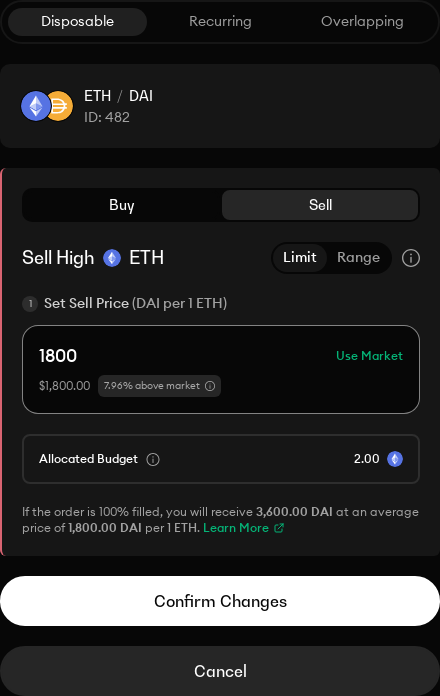 Disposable Recurring Overlapping
ETH / DAI
ID: 482
Buy Sell
Sell High ETH Limit Range
1 Set Sell Price (DAI per 1 ETH)
1800 Use Market
$1,800.00 7.96% above market
Allocated Budget 2.00
If the order is 100% filled, you will receive 3,600.00 DAI at an average
price of 1,800.00 DAI per 1 ETH. Learn More
Confirm Changes
Cancel